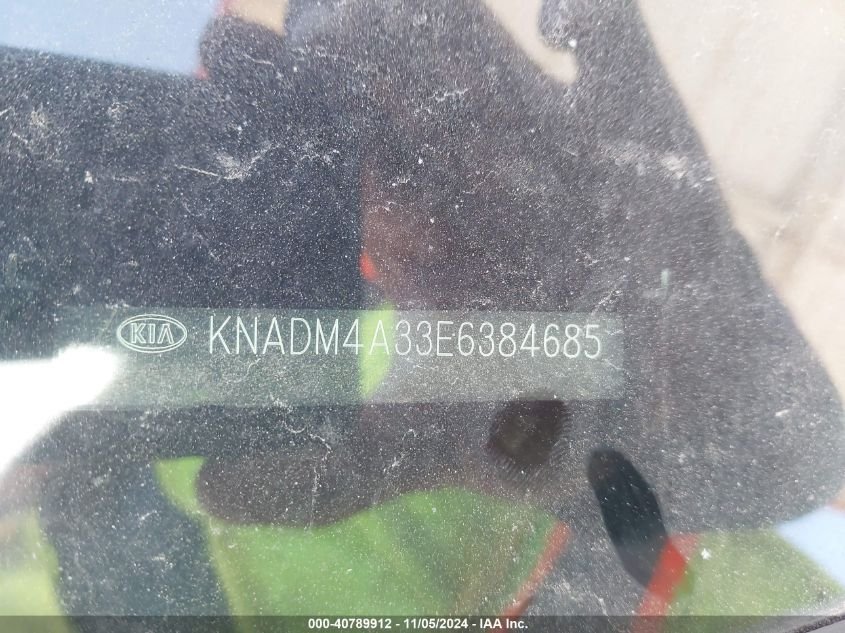 KIA KNADM4A33E6384685
000-40789912 - 11/05/2024 - IAA Inc.